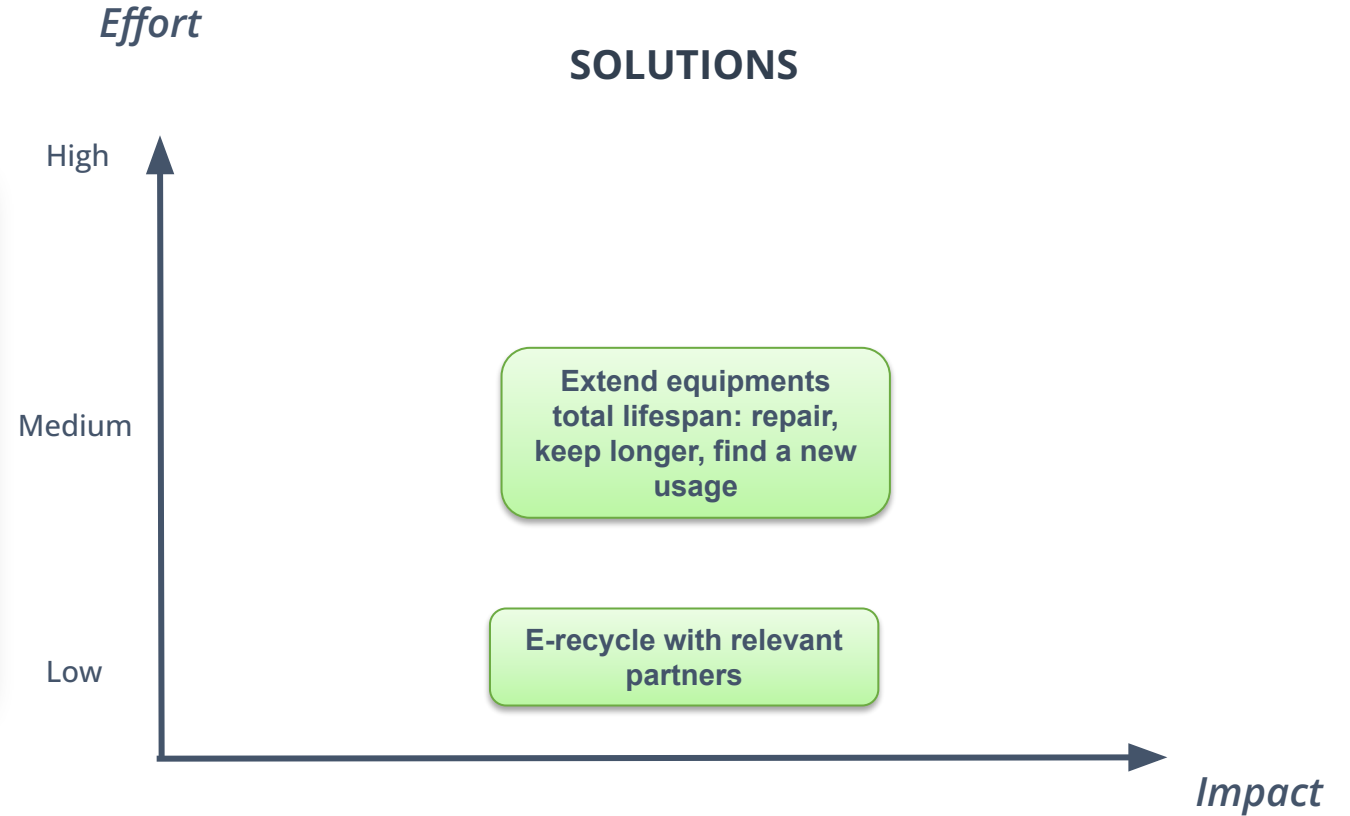 Effort
SOLUTIONS
High
Extend equipments
total lifespan: repair,
Medium
keep longer, find a new
usage
E-recycle with relevant
Low
partners
Impact